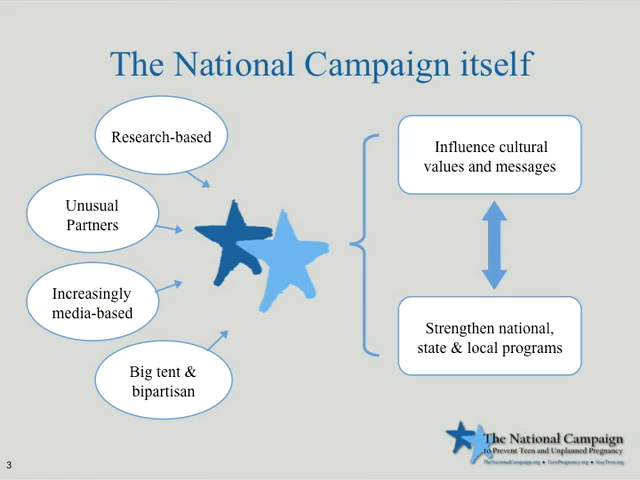 The National Campaign itself
Research-based
Unusual
Partners
Increasingly
media-based
Big tent &
bipartisan
Influence cultural
values and messages
Strengthen national,
state & local programs
The National Campaign
to Prevent Teen and Unplanned Pregnancy
TheNationalCampaign.org • TeenPregnancy.org • StayTeen.org
3